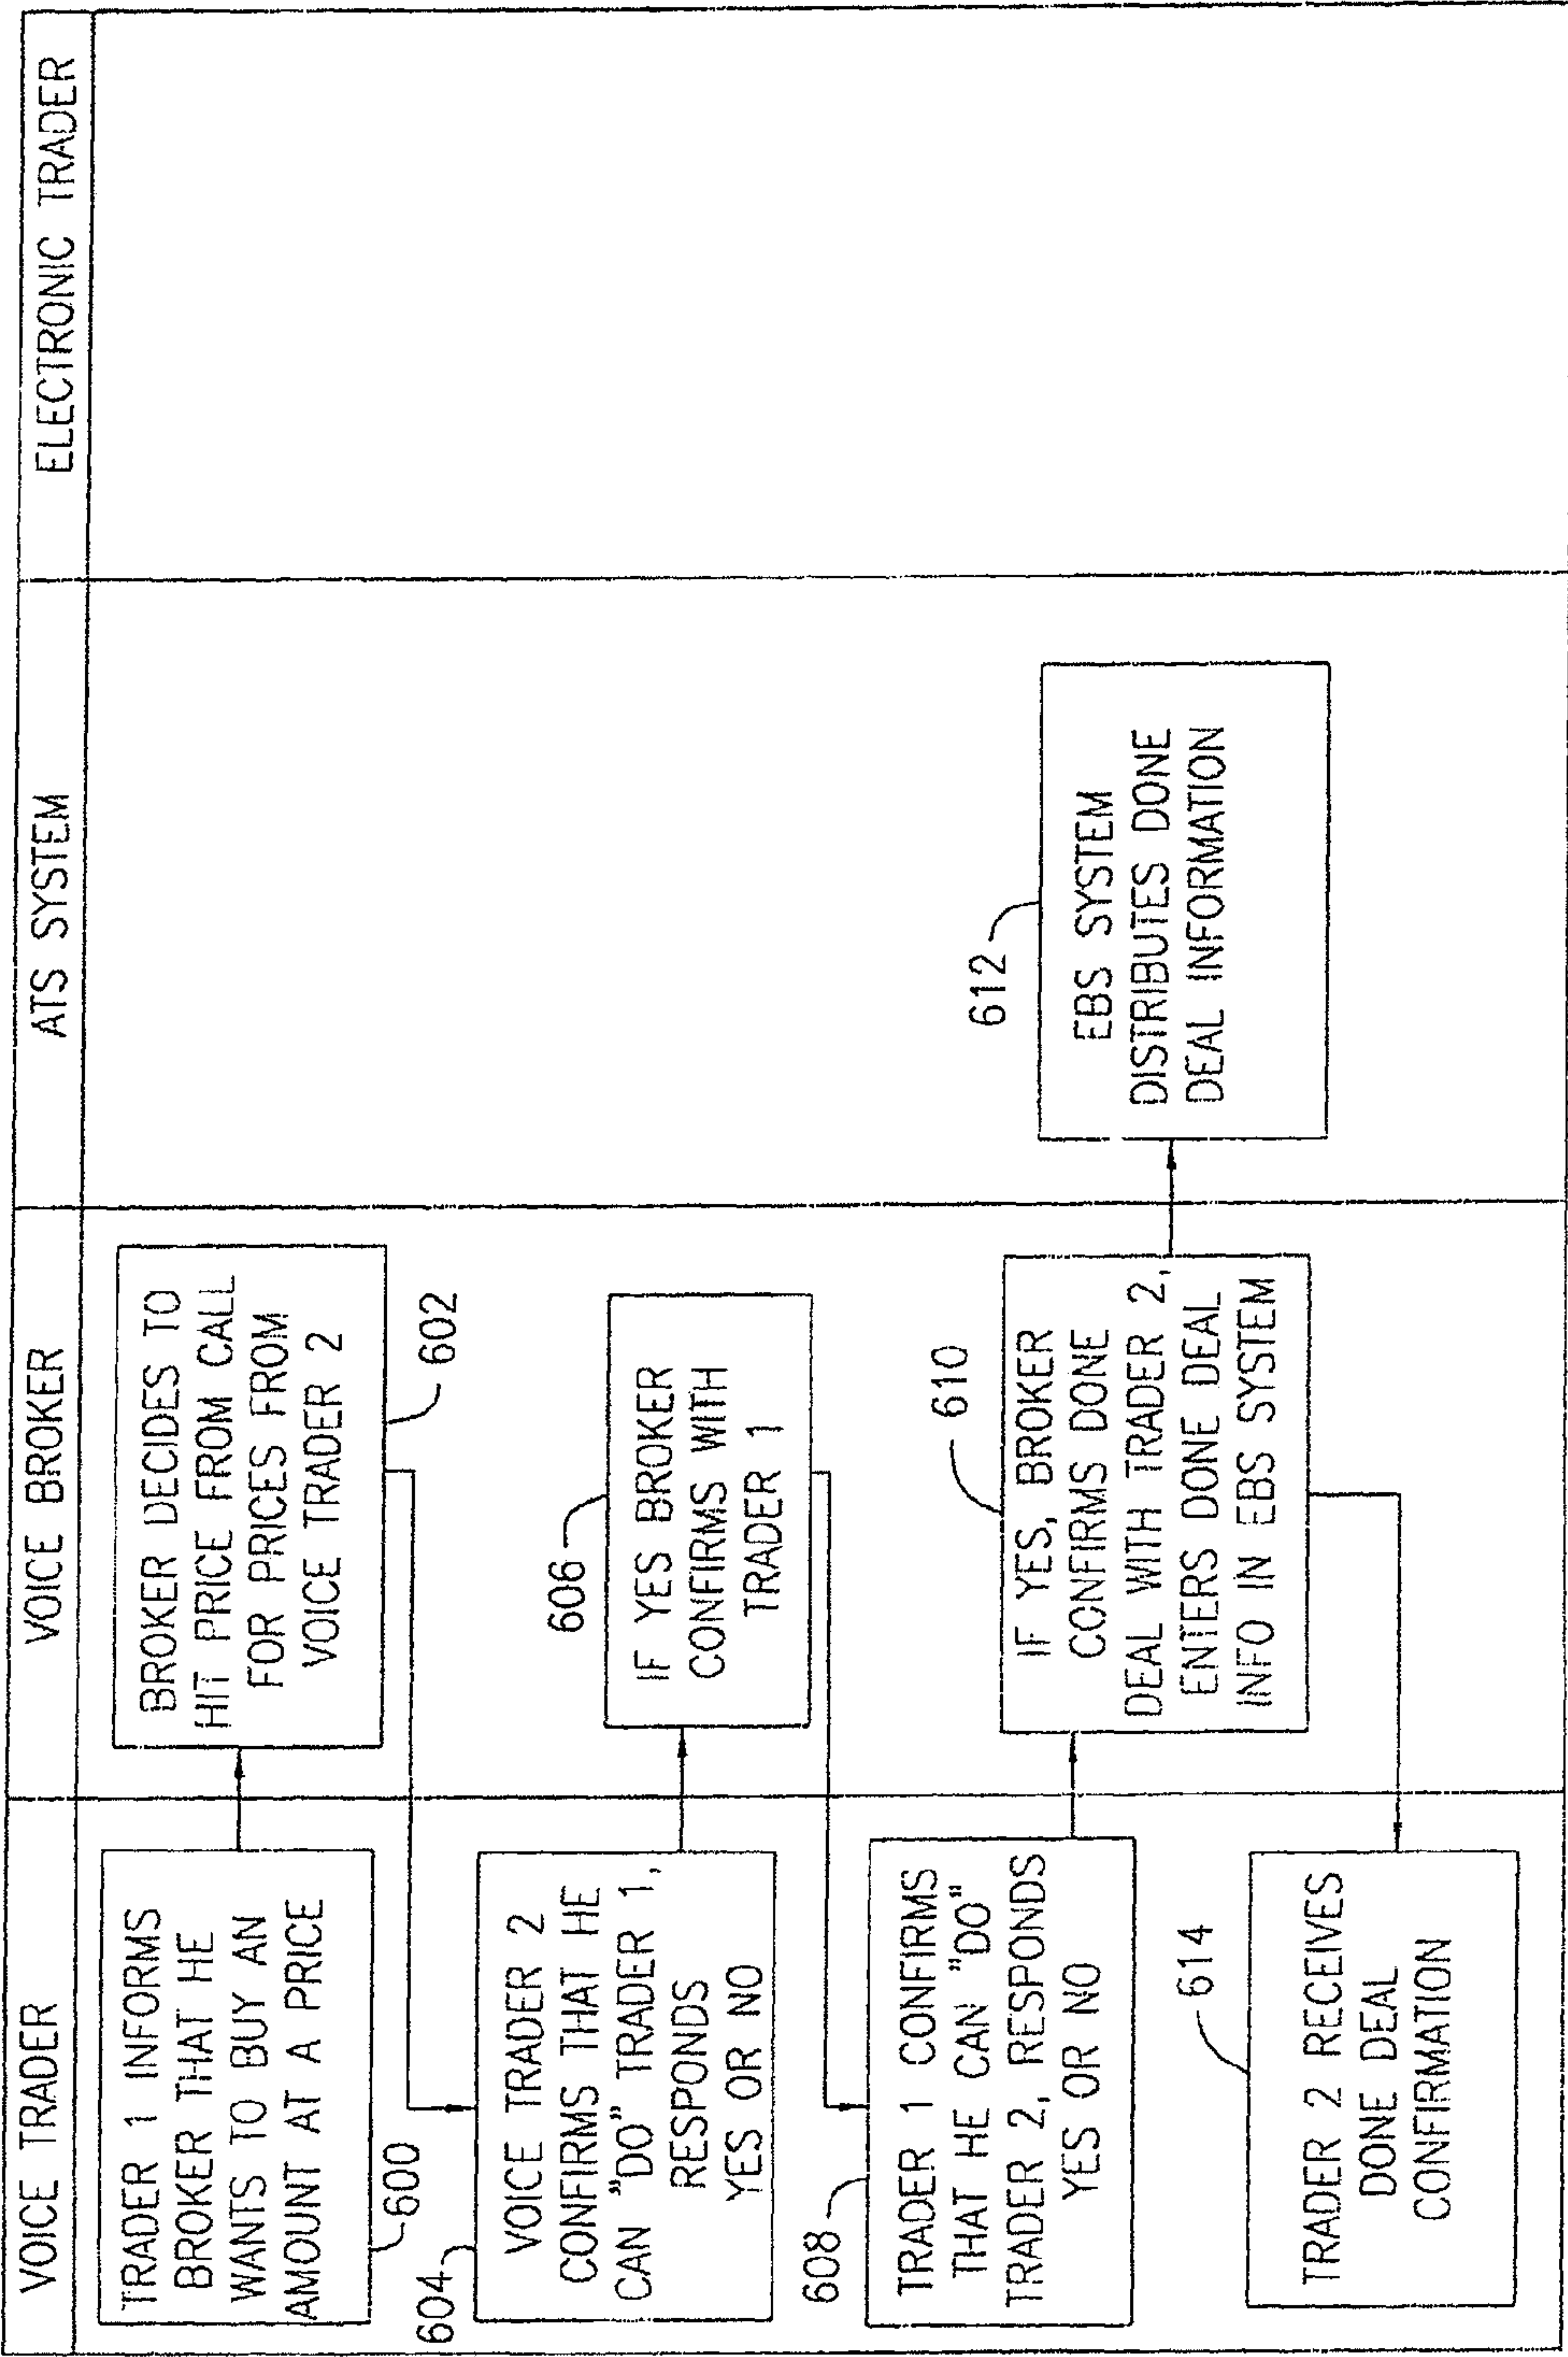 VOICE TRADER
VOICE BROKER
ATS SYSTEM
ELECTRONIC TRADER
TRADER 1 INFORMS
BROKER THAT HE
WANTS TO BUY AN
AMOUNT AT A PRICE
600
BROKER DECIDES TO
HIT PRICE FROM CALL
FOR PRICES FROM
VOICE TRADER 2
602
604
VOICE TRADER 2
CONFIRMS THAT HE
CAN "DO" TRADER 1,
RESPONDS
YES OR NO
606
IF YES BROKER
CONFIRMS WITH
TRADER 1
608
TRADER 1 CONFIRMS
THAT HE CAN "DO"
TRADER 2, RESPONDS
YES OR NO
610
IF YES, BROKER
CONFIRMS DONE
DEAL WITH TRADER 2,
ENTERS DONE DEAL
INFO IN EBS SYSTEM
612
EBS SYSTEM
DISTRIBUTES DONE
DEAL INFORMATION
614
TRADER 2 RECEIVES
DONE DEAL
CONFIRMATION